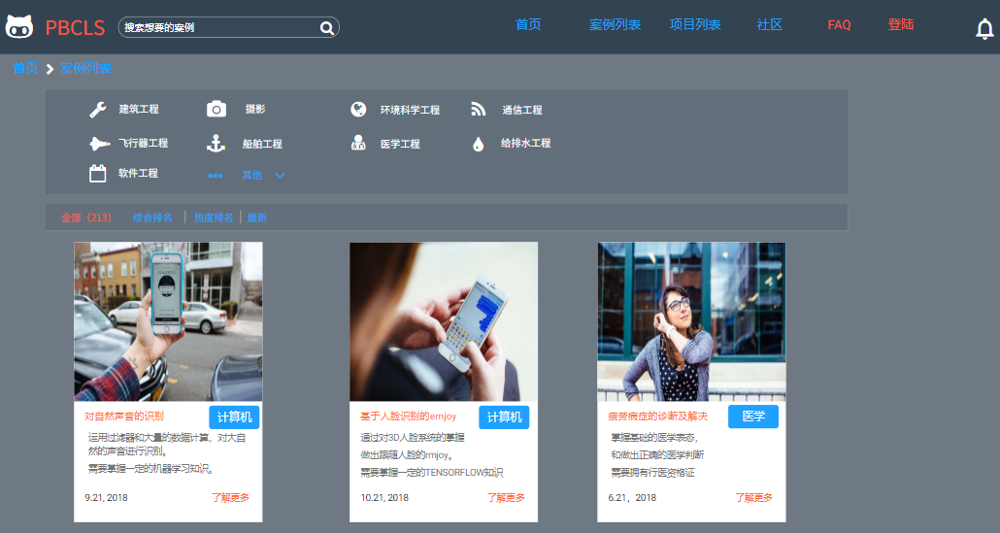 PBCLS
搜索想要的案例
首页
案例列表
项目列表
社区
FAQ
登陆
首页
案例列表
建筑工程
摄影
环境科学工程
通信工程
飞行器工程
船舶工程
医学工程
给排水工程
软件工程
其他
全部（213）
综合排名
热度排名
最新
对自然声音的识别
计算机
运用过滤器和大量的数据计算，对大自
然的声音进行识别。
需要掌握一定的机器学习知识。
9.21, 2018
了解更多
基于人脸识别的emjoy
计算机
通过对3D人脸系统的掌握
做出跟随人脸的rmjoy。
需要掌握一定的TENSORFLOW知识
10.21, 2018
了解更多
疲劳病症的诊断及解决
医学
掌握基础的医学表态，
和做出正确的医学判断
需要拥有行医资格证
6.21， 2018
了解更多